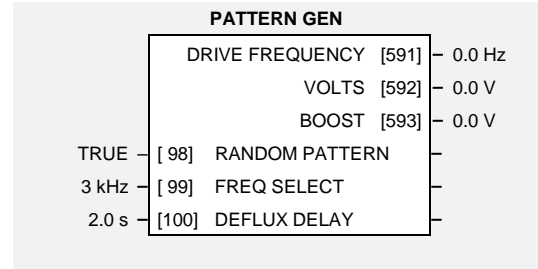 PATTERN GEN
DRIVE FREQUENCY [591] – 0.0 Hz
VOLTS [592] – 0.0 V
BOOST [593] – 0.0 V
TRUE – [ 98] RANDOM PATTERN –
3 kHz – [ 99] FREQ SELECT –
2.0 s – [100] DEFLUX DELAY –